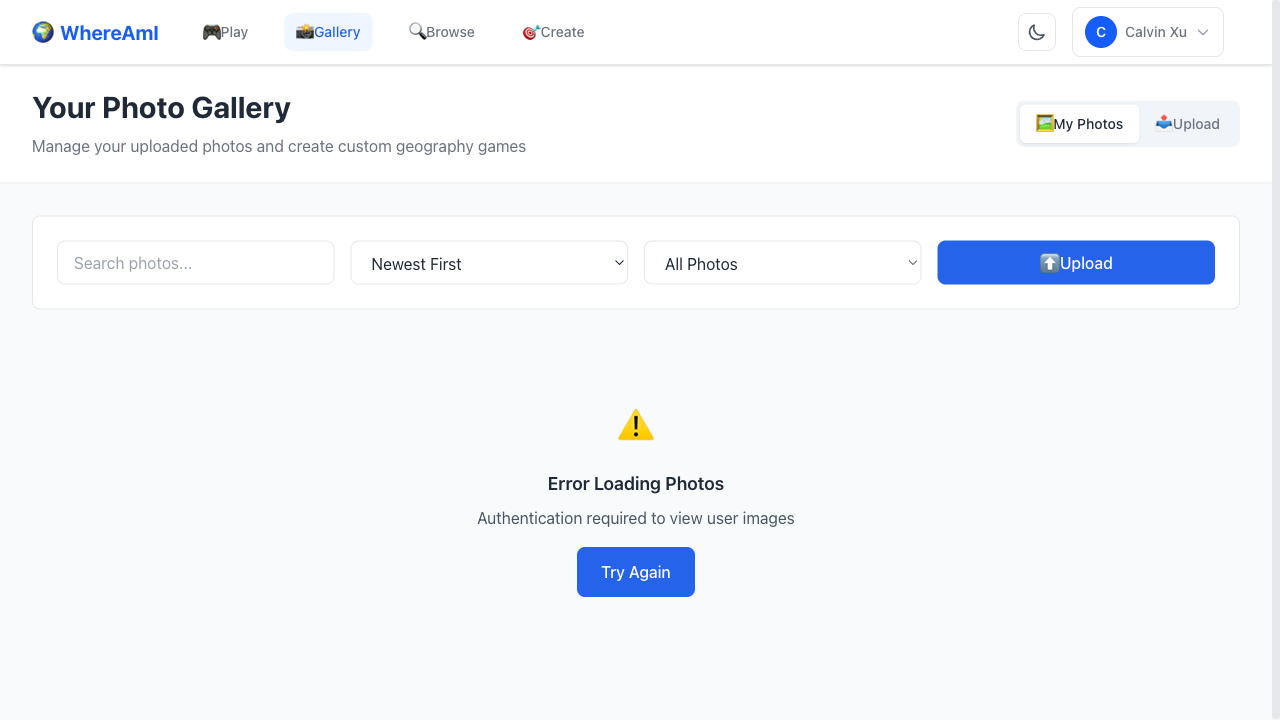 WhereAmI
Play
Gallery
Browse
Create
C
Calvin Xu
Your Photo Gallery
Manage your uploaded photos and create custom geography games
My Photos
Upload
Search photos...
Newest First
All Photos
Upload
Error Loading Photos
Authentication required to view user images
Try Again